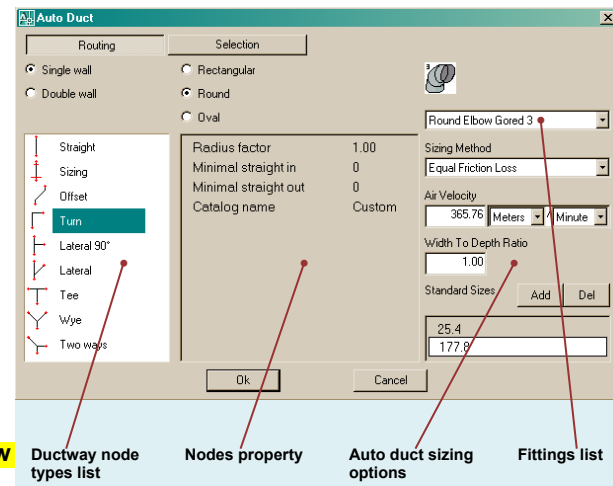 Auto Duct
Routing Selection
Single wall
Double wall
Rectangular
Round
Oval
3
Round Elbow Gored 3
Straight
Sizing
Offset
Turn
Lateral 90°
Lateral
Tee
Wye
Two ways
Radius factor 1.00
Minimal straight in 0
Minimal straight out 0
Catalog name Custom
Sizing Method
Equal Friction Loss
Air Velocity
365.76 Meters / Minute
Width To Depth Ratio
1.00
Standard Sizes Add Del
25.4
177.8
Ok Cancel
W
Ductway node
types list
Nodes property
Auto duct sizing
options
Fittings list